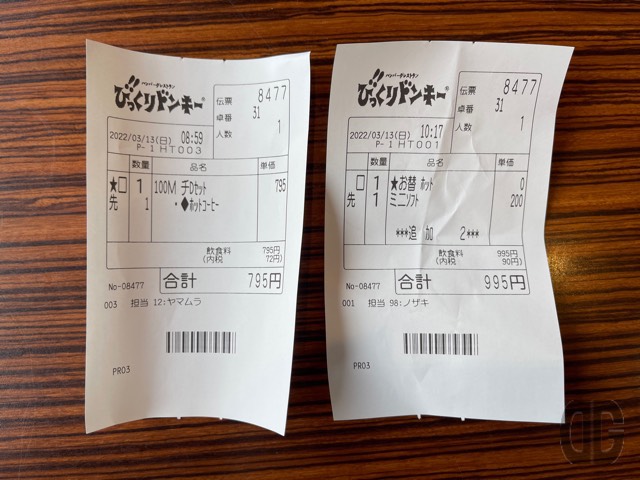 ハンバーグレストラン
びっくりドンキー®
伝票 8477
卓番 31
人数 1
2022/03/13(日) 08:59
P- 1HT003
数量 品名 単価
★□ 1 100M チDセット 795
先 1 ・◆ホットコーヒー
飲食料 795円
(内税 72円)
No-08477 合計 795円
003 担当 12:ヤマムラ
PR03
ハンバーグレストラン
びっくりドンキー®
伝票 8477
卓番 31
人数 1
2022/03/13(日) 10:17
P- 1HT001
数量 品名 単価
□ 1 ★お替 ホット 0
先 1 ミニソフト 200
***追 加 2***
飲食料 995円
(内税 90円)
No-08477 合計 995円
001 担当 98:ノザキ
PR03